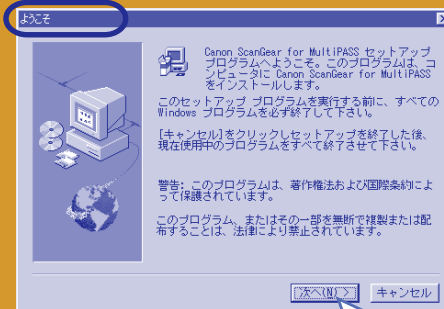 ようこそ
Canon ScanGear for MultiPASS セットアップ
プログラムへようこそ。このプログラムは、コ
ンピュータに Canon ScanGear for MultiPASS
をインストールします。
このセットアップ プログラムを実行する前に、すべての
Windows プログラムを必ず終了して下さい。
[キャンセル]をクリックしセットアップを終了した後、
現在使用中のプログラムをすべて終了させて下さい。
警告: このプログラムは、著作権法および国際条約によ
って保護されています。
このプログラム、またはその一部を無断で複製または配
布することは、法律により禁止されています。
次へ(N) >
キャンセル